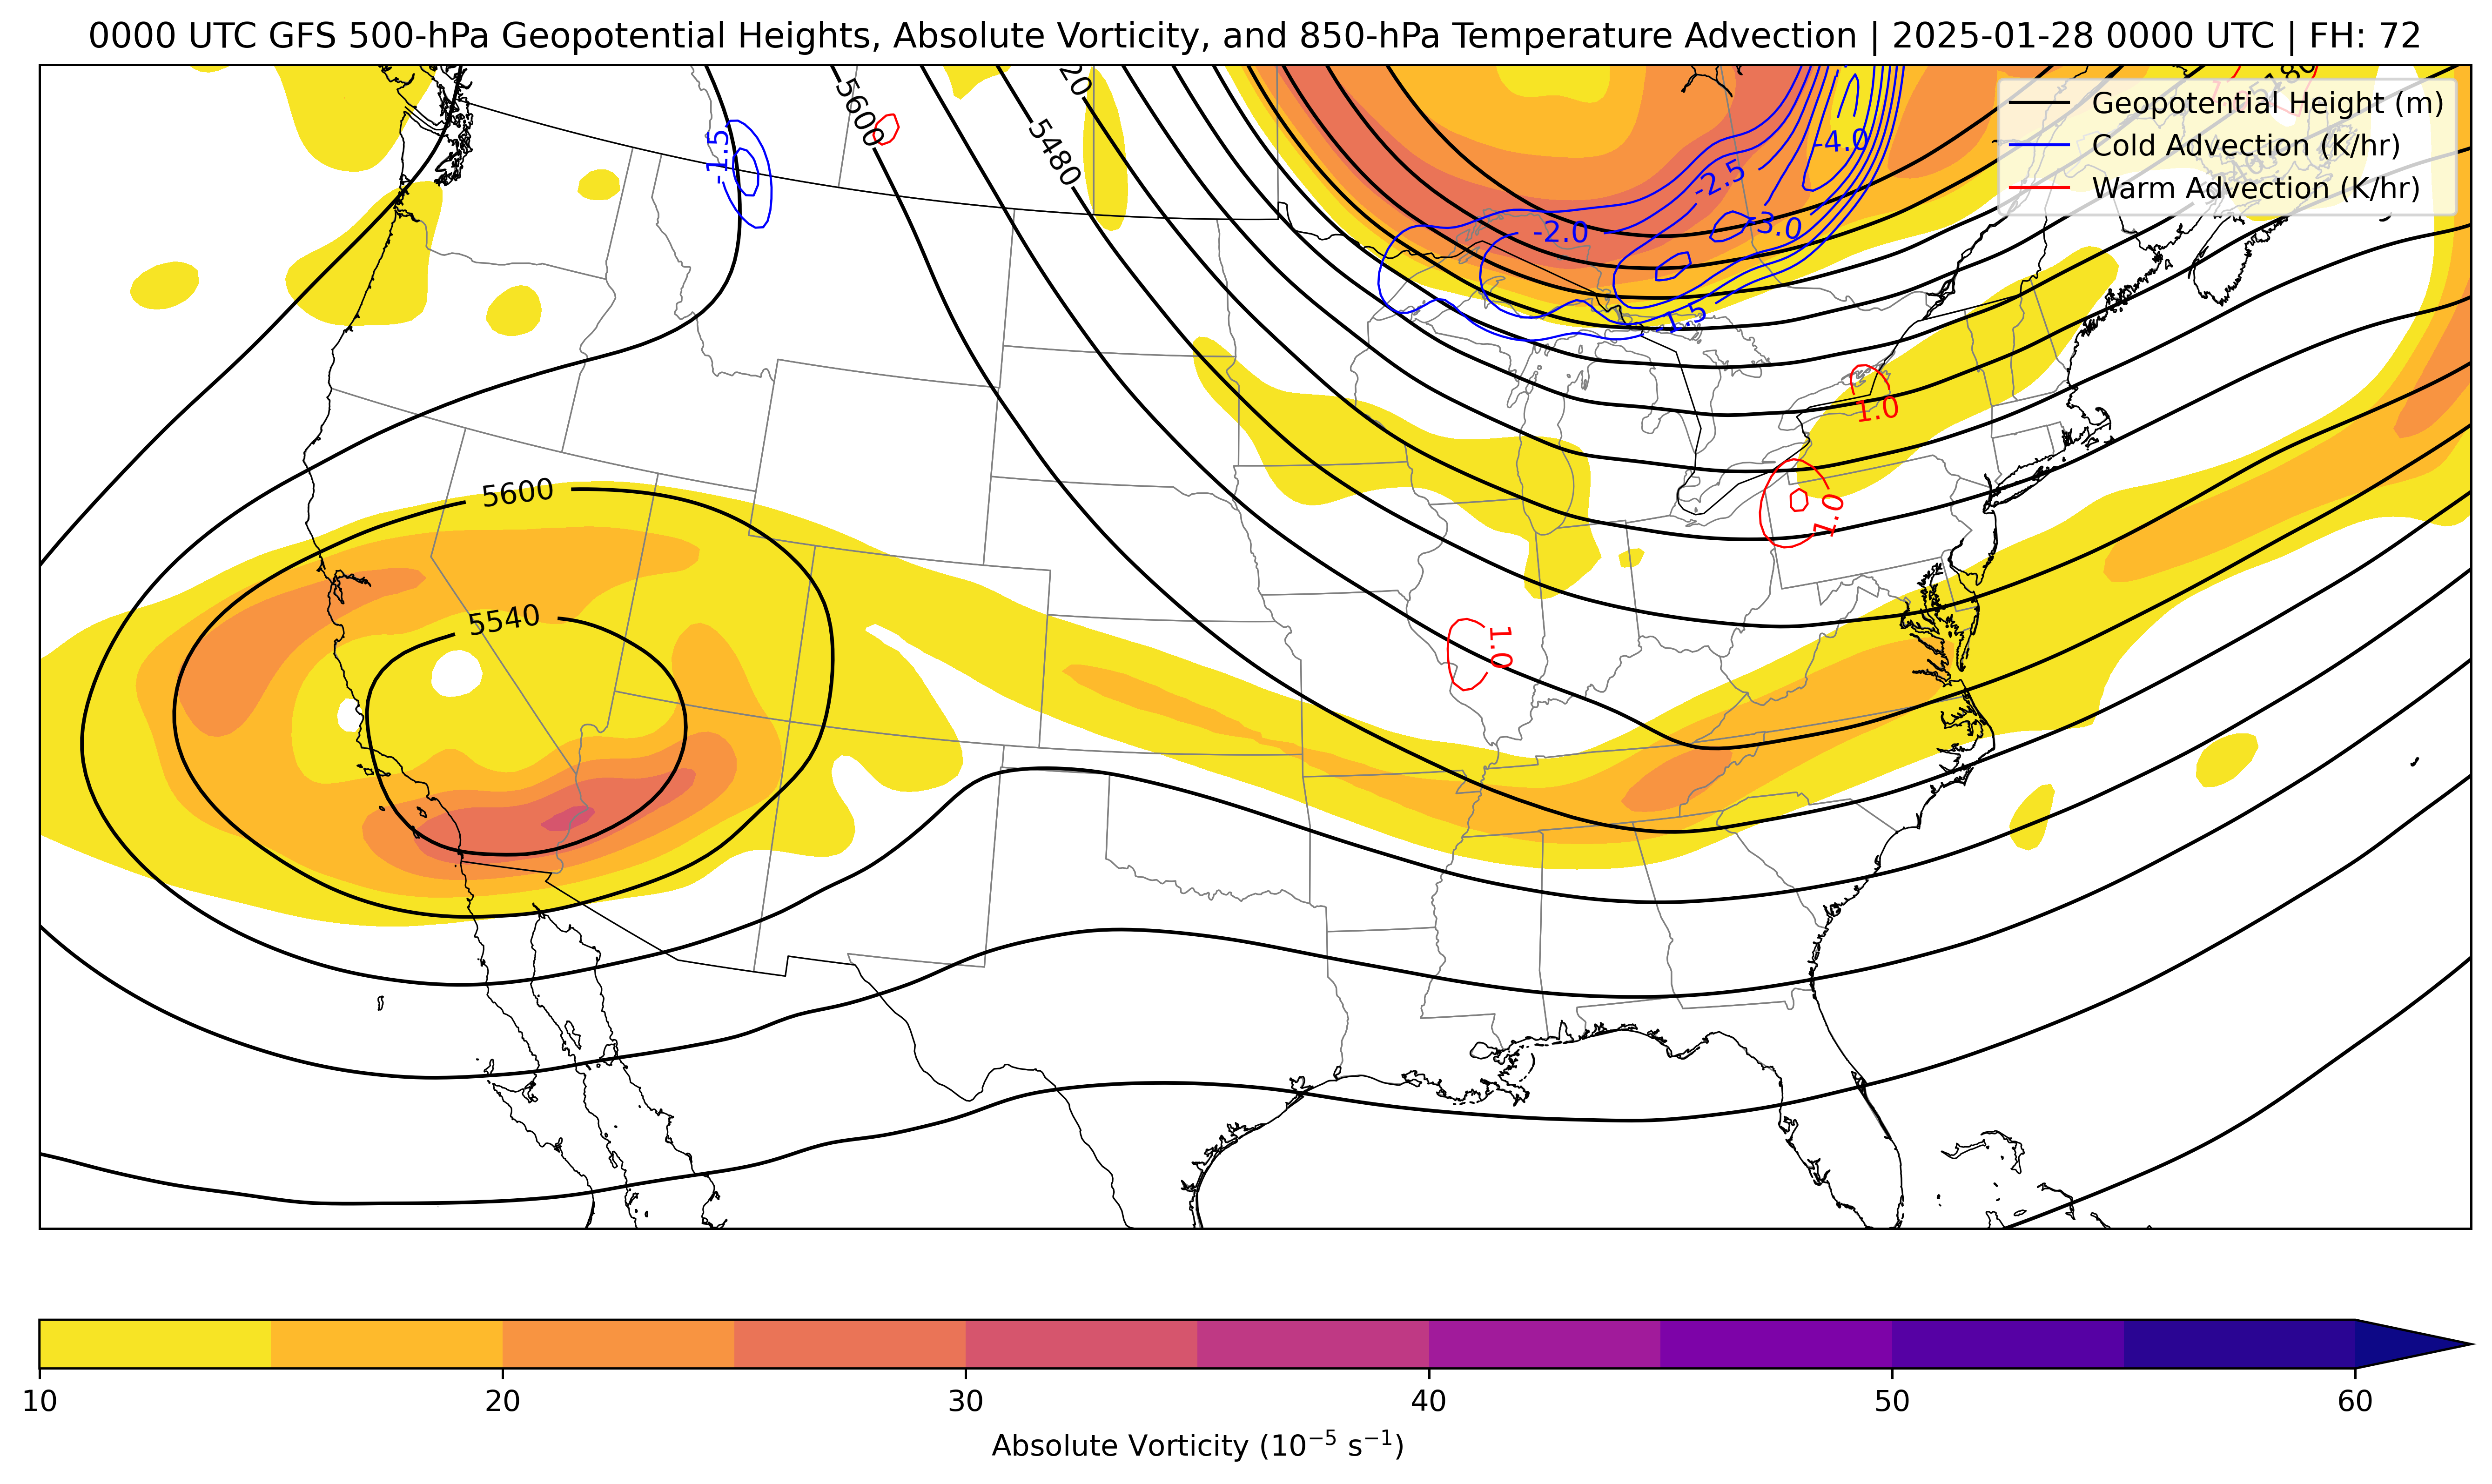 0000 UTC GFS 500-hPa Geopotential Heights, Absolute Vorticity, and 850-hPa Temperature Advection | 2025-01-28 0000 UTC | FH: 72
Geopotential Height (m)
Cold Advection (K/hr)
Warm Advection (K/hr)
5600
5480
20
-1.5
-4.0
-2.5
-3.0
-2.0
-1.5
1.0
1.0
1.0
5600
5540
10 20 30 40 50 60
Absolute Vorticity (10⁻⁵ s⁻¹)